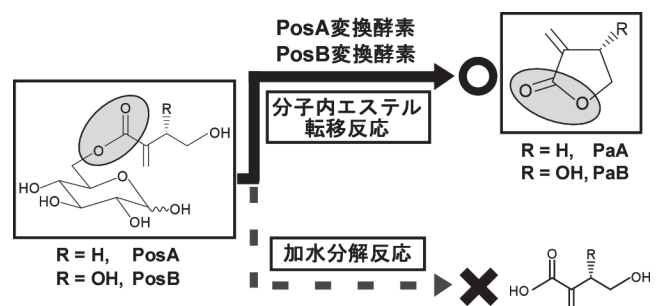 PosA変換酵素
PosB変換酵素
分子内エステル
転移反応
O
R
OH
O
O
HO
HO
OH
OH
R = H, PosA
R = OH, PosB
R
O
O
R = H, PaA
R = OH, PaB
加水分解反応
O
R
HO
OH